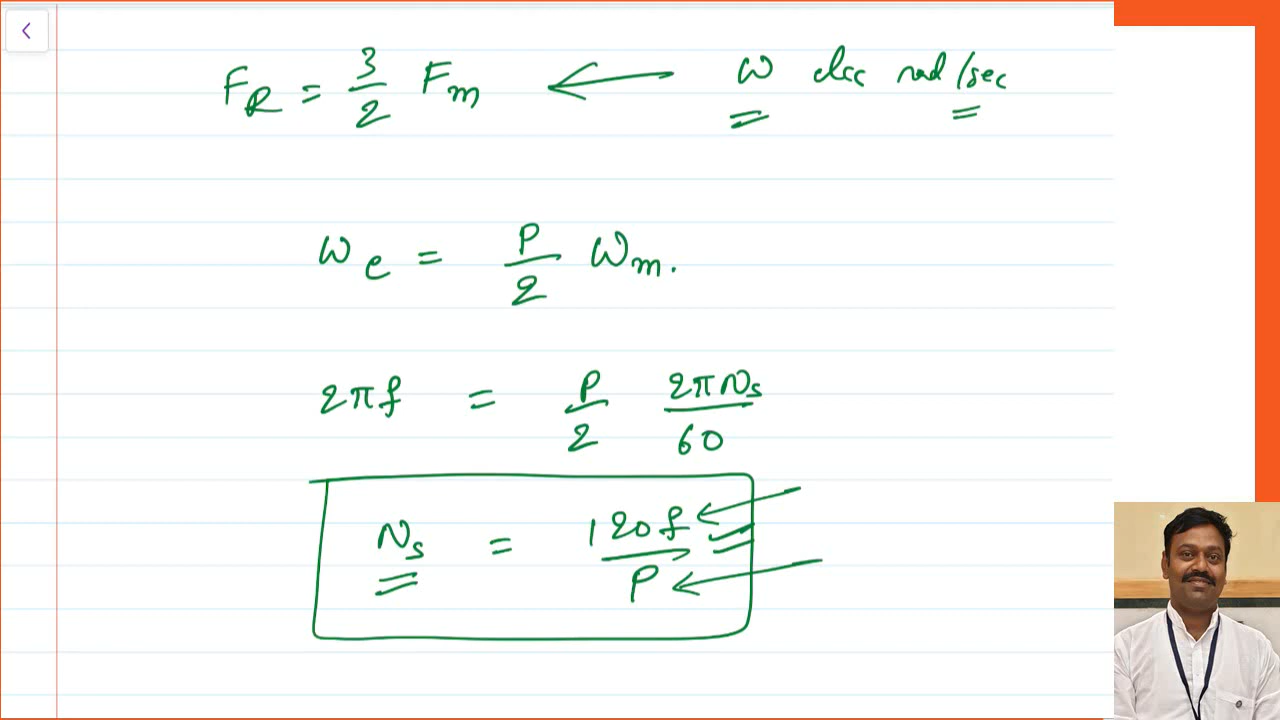 F_R = 3/2 F_m ← ω elec rad/sec
ω_e = P/2 ω_m.
2πf = P/2 2πN_s/60
N_s = 120f/P